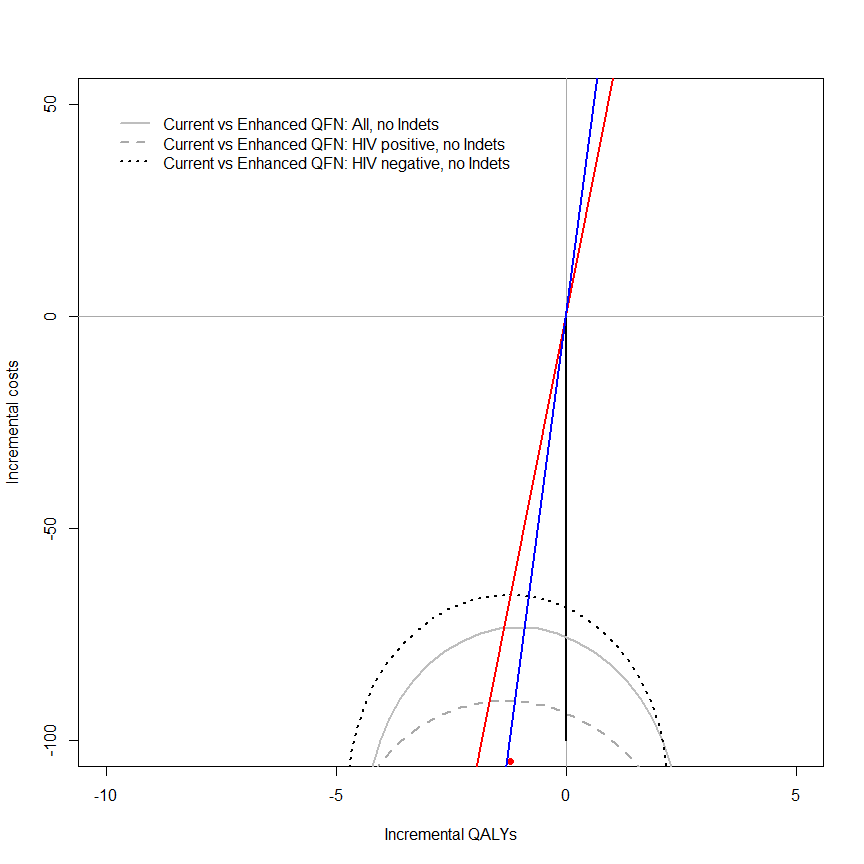 50
0
-50
-100
Incremental costs
Current vs Enhanced QFN: All, no Indets
Current vs Enhanced QFN: HIV positive, no Indets
Current vs Enhanced QFN: HIV negative, no Indets
-10 -5 0 5
Incremental QALYs